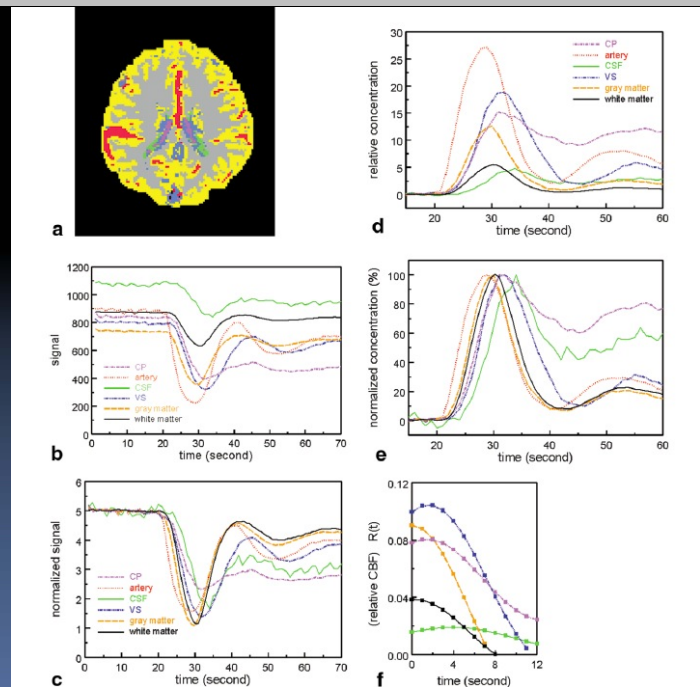 a
30
25
20
15
10
5
0
relative concentration
CP
artery
CSF
VS
gray matter
white matter
20 30 40 50 60
time (second)
d
1200
1000
800
600
400
200
0
signal
CP
artery
CSF
VS
gray matter
white matter
0 10 20 30 40 50 60 70
time (second)
b
100
80
60
40
20
0
normalized concentration (%)
20 30 40 50 60
time (second)
e
6
5
4
3
2
1
0
normalized signal
CP
artery
CSF
VS
gray matter
white matter
0 10 20 30 40 50 60 70
time (second)
c
0.12
0.08
0.04
0.00
(relative CBF) R(t)
0 4 8 12
time (second)
f